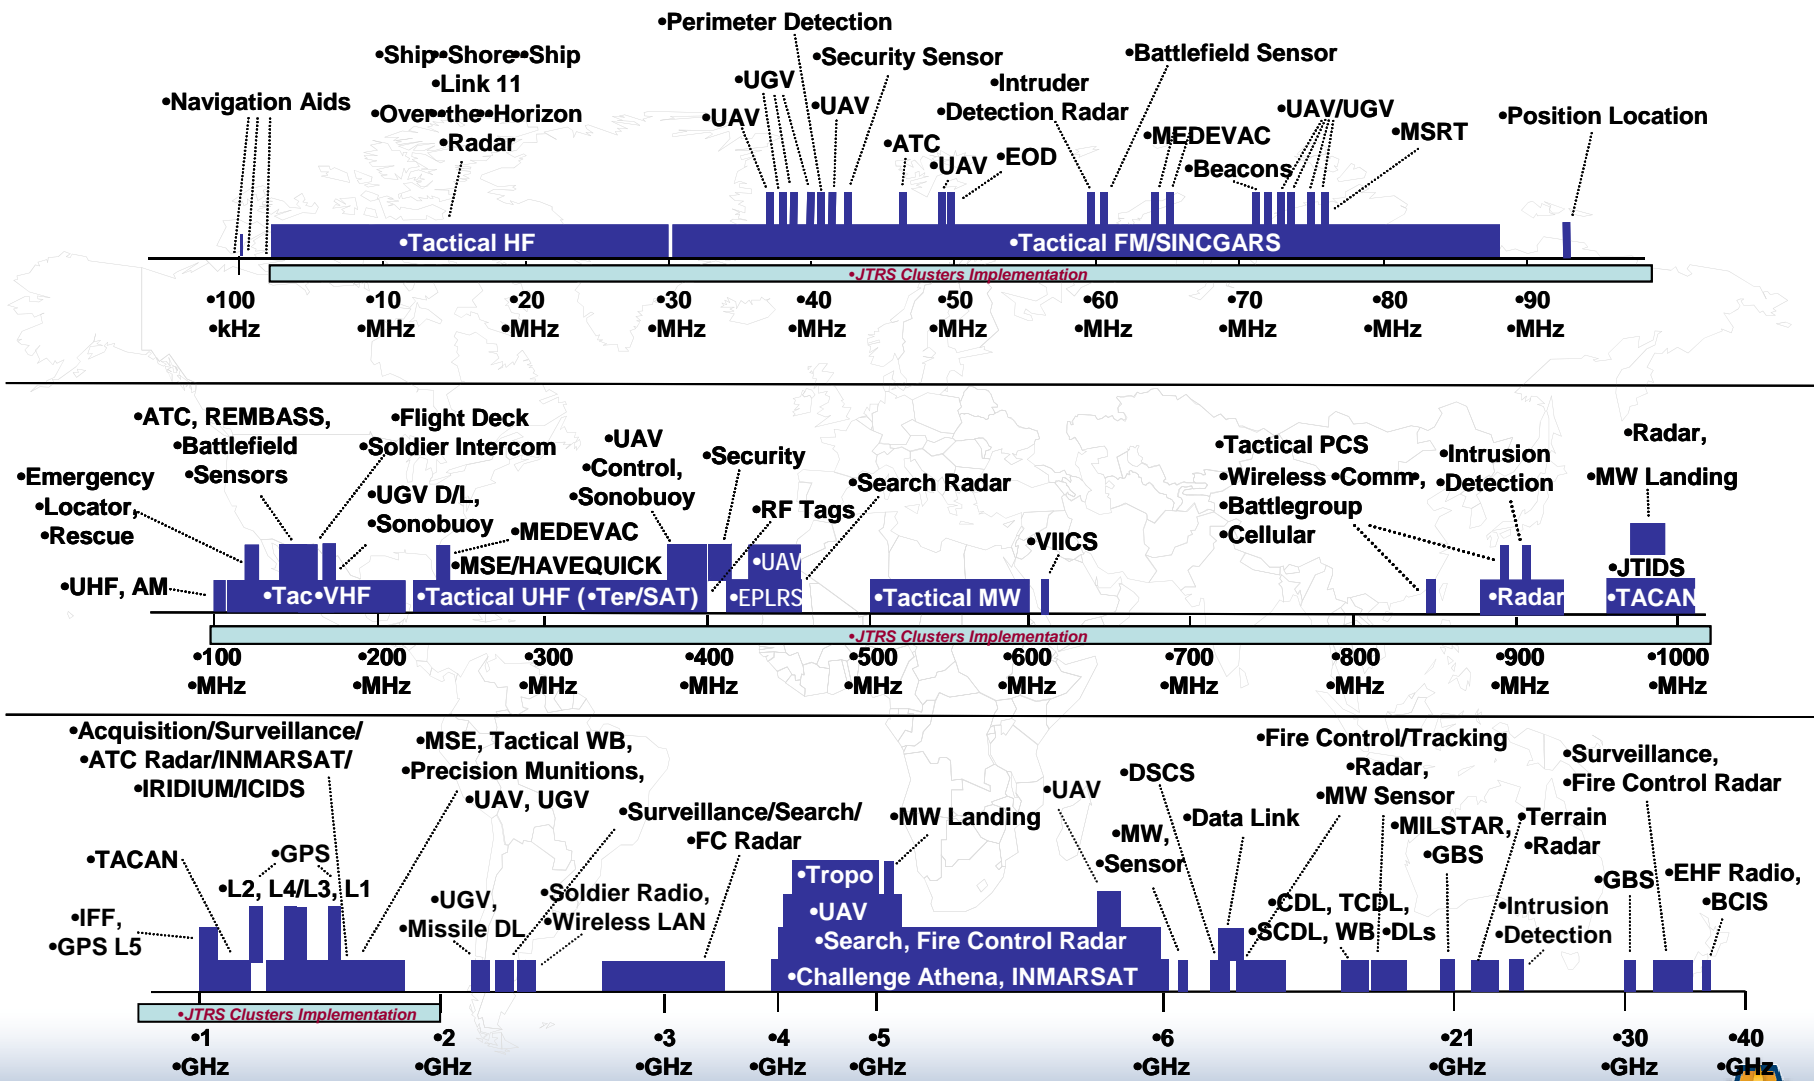 •Perimeter Detection
•Ship•Shore•Ship
•Link 11
•Over•the•Horizon
•Radar
•Navigation Aids
•UGV
•UAV
•Security Sensor
•UAV
•ATC
•UAV
•EOD
•Intruder
•Detection Radar
•Battlefield Sensor
•MEDEVAC
•Beacons
•UAV/UGV
•MSRT
•Position Location
•Tactical HF
•Tactical FM/SINCGARS
•JTRS Clusters Implementation
•100
•kHz
•10
•MHz
•20
•MHz
•30
•MHz
•40
•MHz
•50
•MHz
•60
•MHz
•70
•MHz
•80
•MHz
•90
•MHz
•ATC, REMBASS,
•Battlefield
•Sensors
•Flight Deck
•Soldier Intercom
•Emergency
•Locator,
•Rescue
•UGV D/L,
•Sonobuoy
•UAV
•Control,
•Sonobuoy
•Security
•MEDEVAC
•MSE/HAVEQUICK
•RF Tags
•Search Radar
•VIICS
•Tactical PCS
•Wireless •Comm•,
•Battlegroup
•Cellular
•Intrusion
•Detection
•Radar,
•MW Landing
•JTIDS
•UHF, AM
•Tac•VHF
•Tactical UHF (•Ter•/SAT)
•UAV
•EPLRS
•Tactical MW
•Radar
•TACAN
•JTRS Clusters Implementation
•100
•MHz
•200
•MHz
•300
•MHz
•400
•MHz
•500
•MHz
•600
•MHz
•700
•MHz
•800
•MHz
•900
•MHz
•1000
•MHz
•Acquisition/Surveillance/
•ATC Radar/INMARSAT/
•IRIDIUM/ICIDS
•MSE, Tactical WB,
•Precision Munitions,
•UAV, UGV
•TACAN
•GPS
•L2, L4/L3, L1
•IFF,
•GPS L5
•UGV,
•Missile DL
•Surveillance/Search/
•FC Radar
•Soldier Radio,
•Wireless LAN
•MW Landing
•Tropo
•UAV
•Search, Fire Control Radar
•Challenge Athena, INMARSAT
•UAV
•DSCS
•MW,
•Sensor
•Data Link
•Fire Control/Tracking
•Radar,
•MW Sensor
•CDL, TCDL,
•SCDL, WB •DLs
•MILSTAR,
•GBS
•Terrain
•Radar
•Intrusion
•Detection
•Surveillance,
•Fire Control Radar
•GBS
•EHF Radio,
•BCIS
•JTRS Clusters Implementation
•1
•GHz
•2
•GHz
•3
•GHz
•4
•GHz
•5
•GHz
•6
•GHz
•21
•GHz
•30
•GHz
•40
•GHz